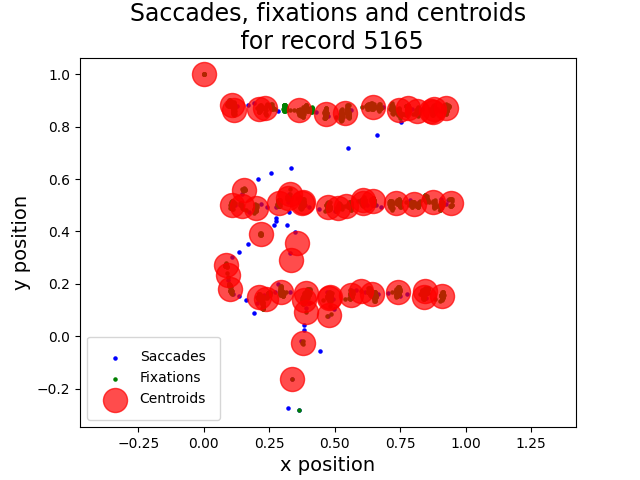 Saccades, fixations and centroids
for record 5165
1.0
0.8
0.6
0.4
0.2
0.0
−0.2
y position
Saccades
Fixations
Centroids
−0.25
0.00
0.25
0.50
0.75
1.00
1.25
x position